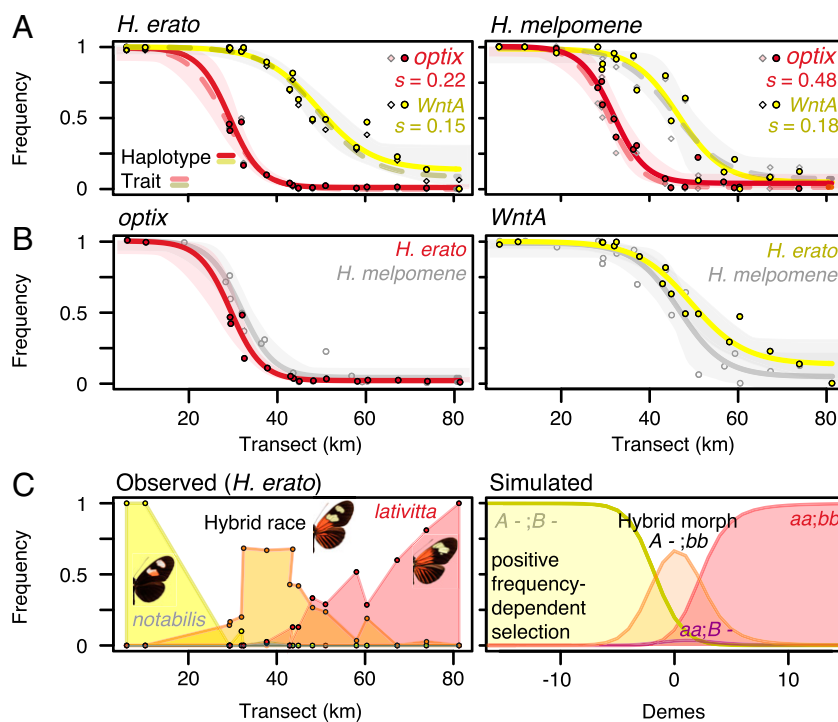 A
H. erato
H. melpomene
Frequency
1
0.5
0
optix
s = 0.22
WntA
s = 0.15
Haplotype
Trait
optix
s = 0.48
WntA
s = 0.18
B
optix
WntA
Frequency
1
0.5
0
H. erato
H. melpomene
H. erato
H. melpomene
20 40 60 80
20 40 60 80
Transect (km)
Transect (km)
C
Observed (H. erato)
Simulated
Frequency
1
0.5
0
Hybrid race
lativitta
notabilis
A - ;B -
Hybrid morph
A - ;bb
aa;bb
positive
frequency-
dependent
selection
aa;B -
20 40 60 80
-10 0 10
Transect (km)
Demes